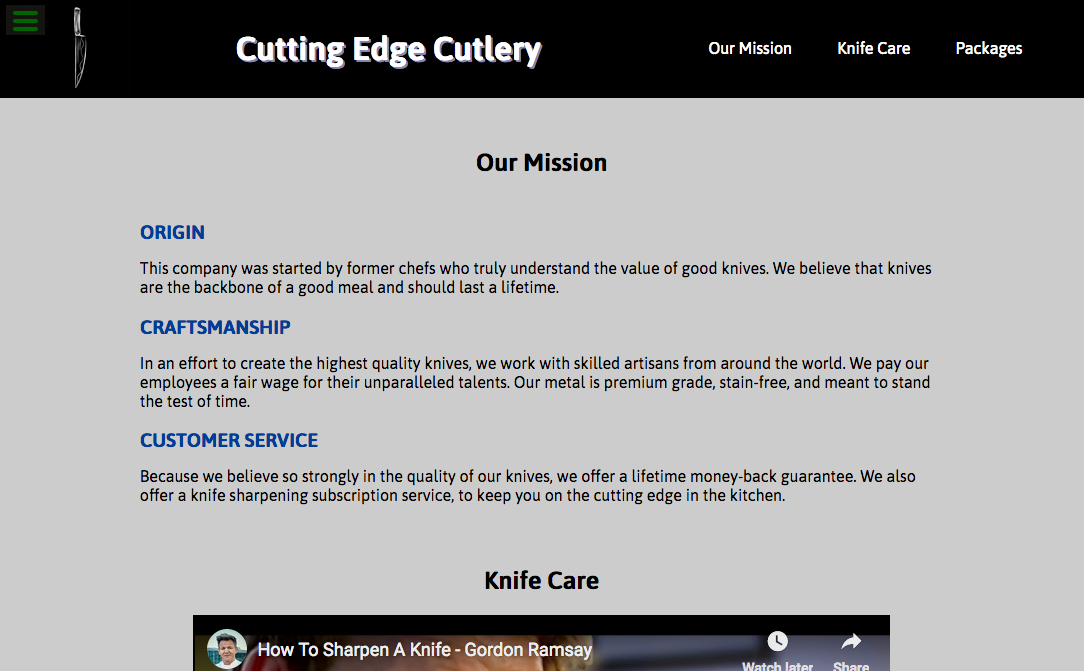 Cutting Edge Cutlery
Our Mission
Knife Care
Packages
Our Mission
ORIGIN
This company was started by former chefs who truly understand the value of good knives. We believe that knives
are the backbone of a good meal and should last a lifetime.
CRAFTSMANSHIP
In an effort to create the highest quality knives, we work with skilled artisans from around the world. We pay our
employees a fair wage for their unparalleled talents. Our metal is premium grade, stain-free, and meant to stand
the test of time.
CUSTOMER SERVICE
Because we believe so strongly in the quality of our knives, we offer a lifetime money-back guarantee. We also
offer a knife sharpening subscription service, to keep you on the cutting edge in the kitchen.
Knife Care
How To Sharpen A Knife - Gordon Ramsay
Watch later
Share